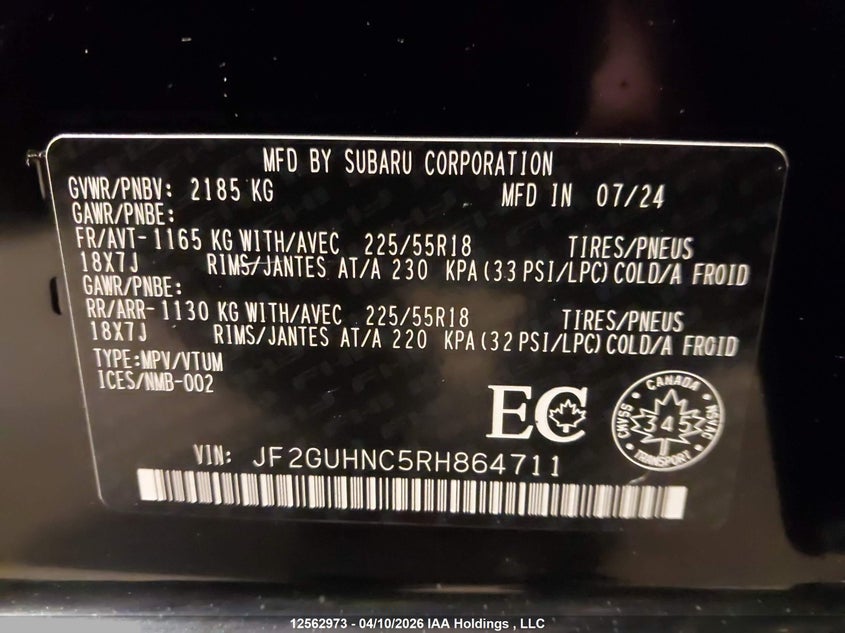 MFD BY SUBARU CORPORATION
GVWR/PNBV: 2185 KG MFD IN 07/24
GAWR/PNBE:
FR/AVT-1165 KG WITH/AVEC 225/55R18 TIRES/PNEUS
18X7J RIMS/JANTES AT/A 230 KPA(33 PSI/LPC)COLD/A FROID
GAWR/PNBE:
RR/ARR-1130 KG WITH/AVEC 225/55R18 TIRES/PNEUS
18X7J RIMS/JANTES AT/A 220 KPA(32 PSI/LPC)COLD/A FROID
TYPE:MPV/VTUM
ICES/NMB-002
EC
CANADA
CMVSS 345 NSVAC
TRANSPORT
VIN: JF2GUHNC5RH864711
12562973 - 04/10/2026 IAA Holdings , LLC